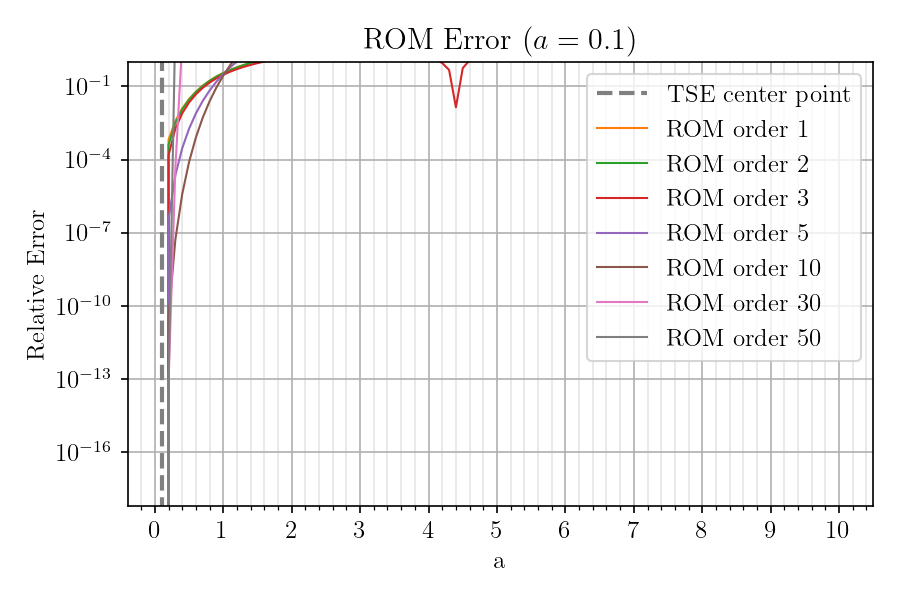 ROM Error (a = 0.1)
Relative Error
10⁻¹
10⁻⁴
10⁻⁷
10⁻¹⁰
10⁻¹³
10⁻¹⁶
TSE center point
ROM order 1
ROM order 2
ROM order 3
ROM order 5
ROM order 10
ROM order 30
ROM order 50
0 1 2 3 4 5 6 7 8 9 10
a